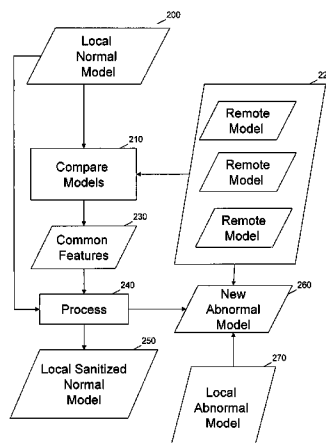 200
Local
Normal
Model
22
Remote
Model
Remote
Model
Remote
Model
210
Compare
Models
230
Common
Features
240
Process
260
New
Abnormal
Model
250
Local Sanitized
Normal
Model
270
Local
Abnormal
Model